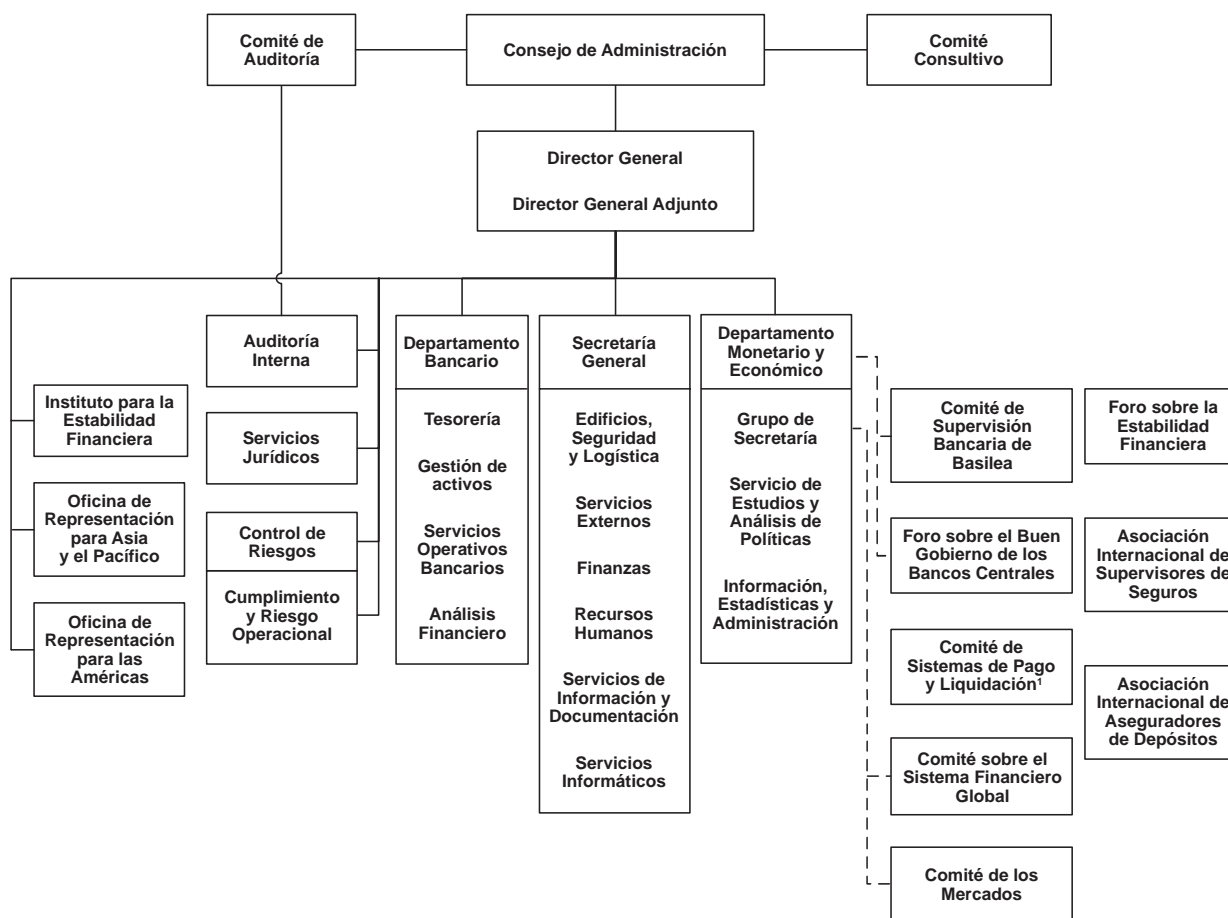 Comité de
Auditoría
Consejo de Administración
Comité
Consultivo
Director General
Director General Adjunto
Auditoría
Interna
Departamento
Bancario
Secretaría
General
Departamento
Monetario y
Económico
Instituto para la
Estabilidad
Financiera
Oficina de
Representación
para Asia
y el Pacífico
Oficina de
Representación
para las
Américas
Servicios
Jurídicos
Control de
Riesgos
Cumplimiento
y Riesgo
Operacional
Tesorería
Gestión de
activos
Servicios
Operativos
Bancarios
Análisis
Financiero
Edificios,
Seguridad
y Logística
Servicios
Externos
Finanzas
Recursos
Humanos
Servicios de
Información y
Documentación
Servicios
Informáticos
Grupo de
Secretaría
Servicio de
Estudios y
Análisis de
Políticas
Información,
Estadísticas y
Administración
Comité de
Supervisión
Bancaria de
Basilea
Foro sobre el Buen
Gobierno de los
Bancos Centrales
Comité de
Sistemas de Pago
y Liquidación¹
Comité sobre el
Sistema Financiero
Global
Comité de los
Mercados
Foro sobre la
Estabilidad
Financiera
Asociación
Internacional de
Supervisores de
Seguros
Asociación
Internacional de
Aseguradores
de Depósitos